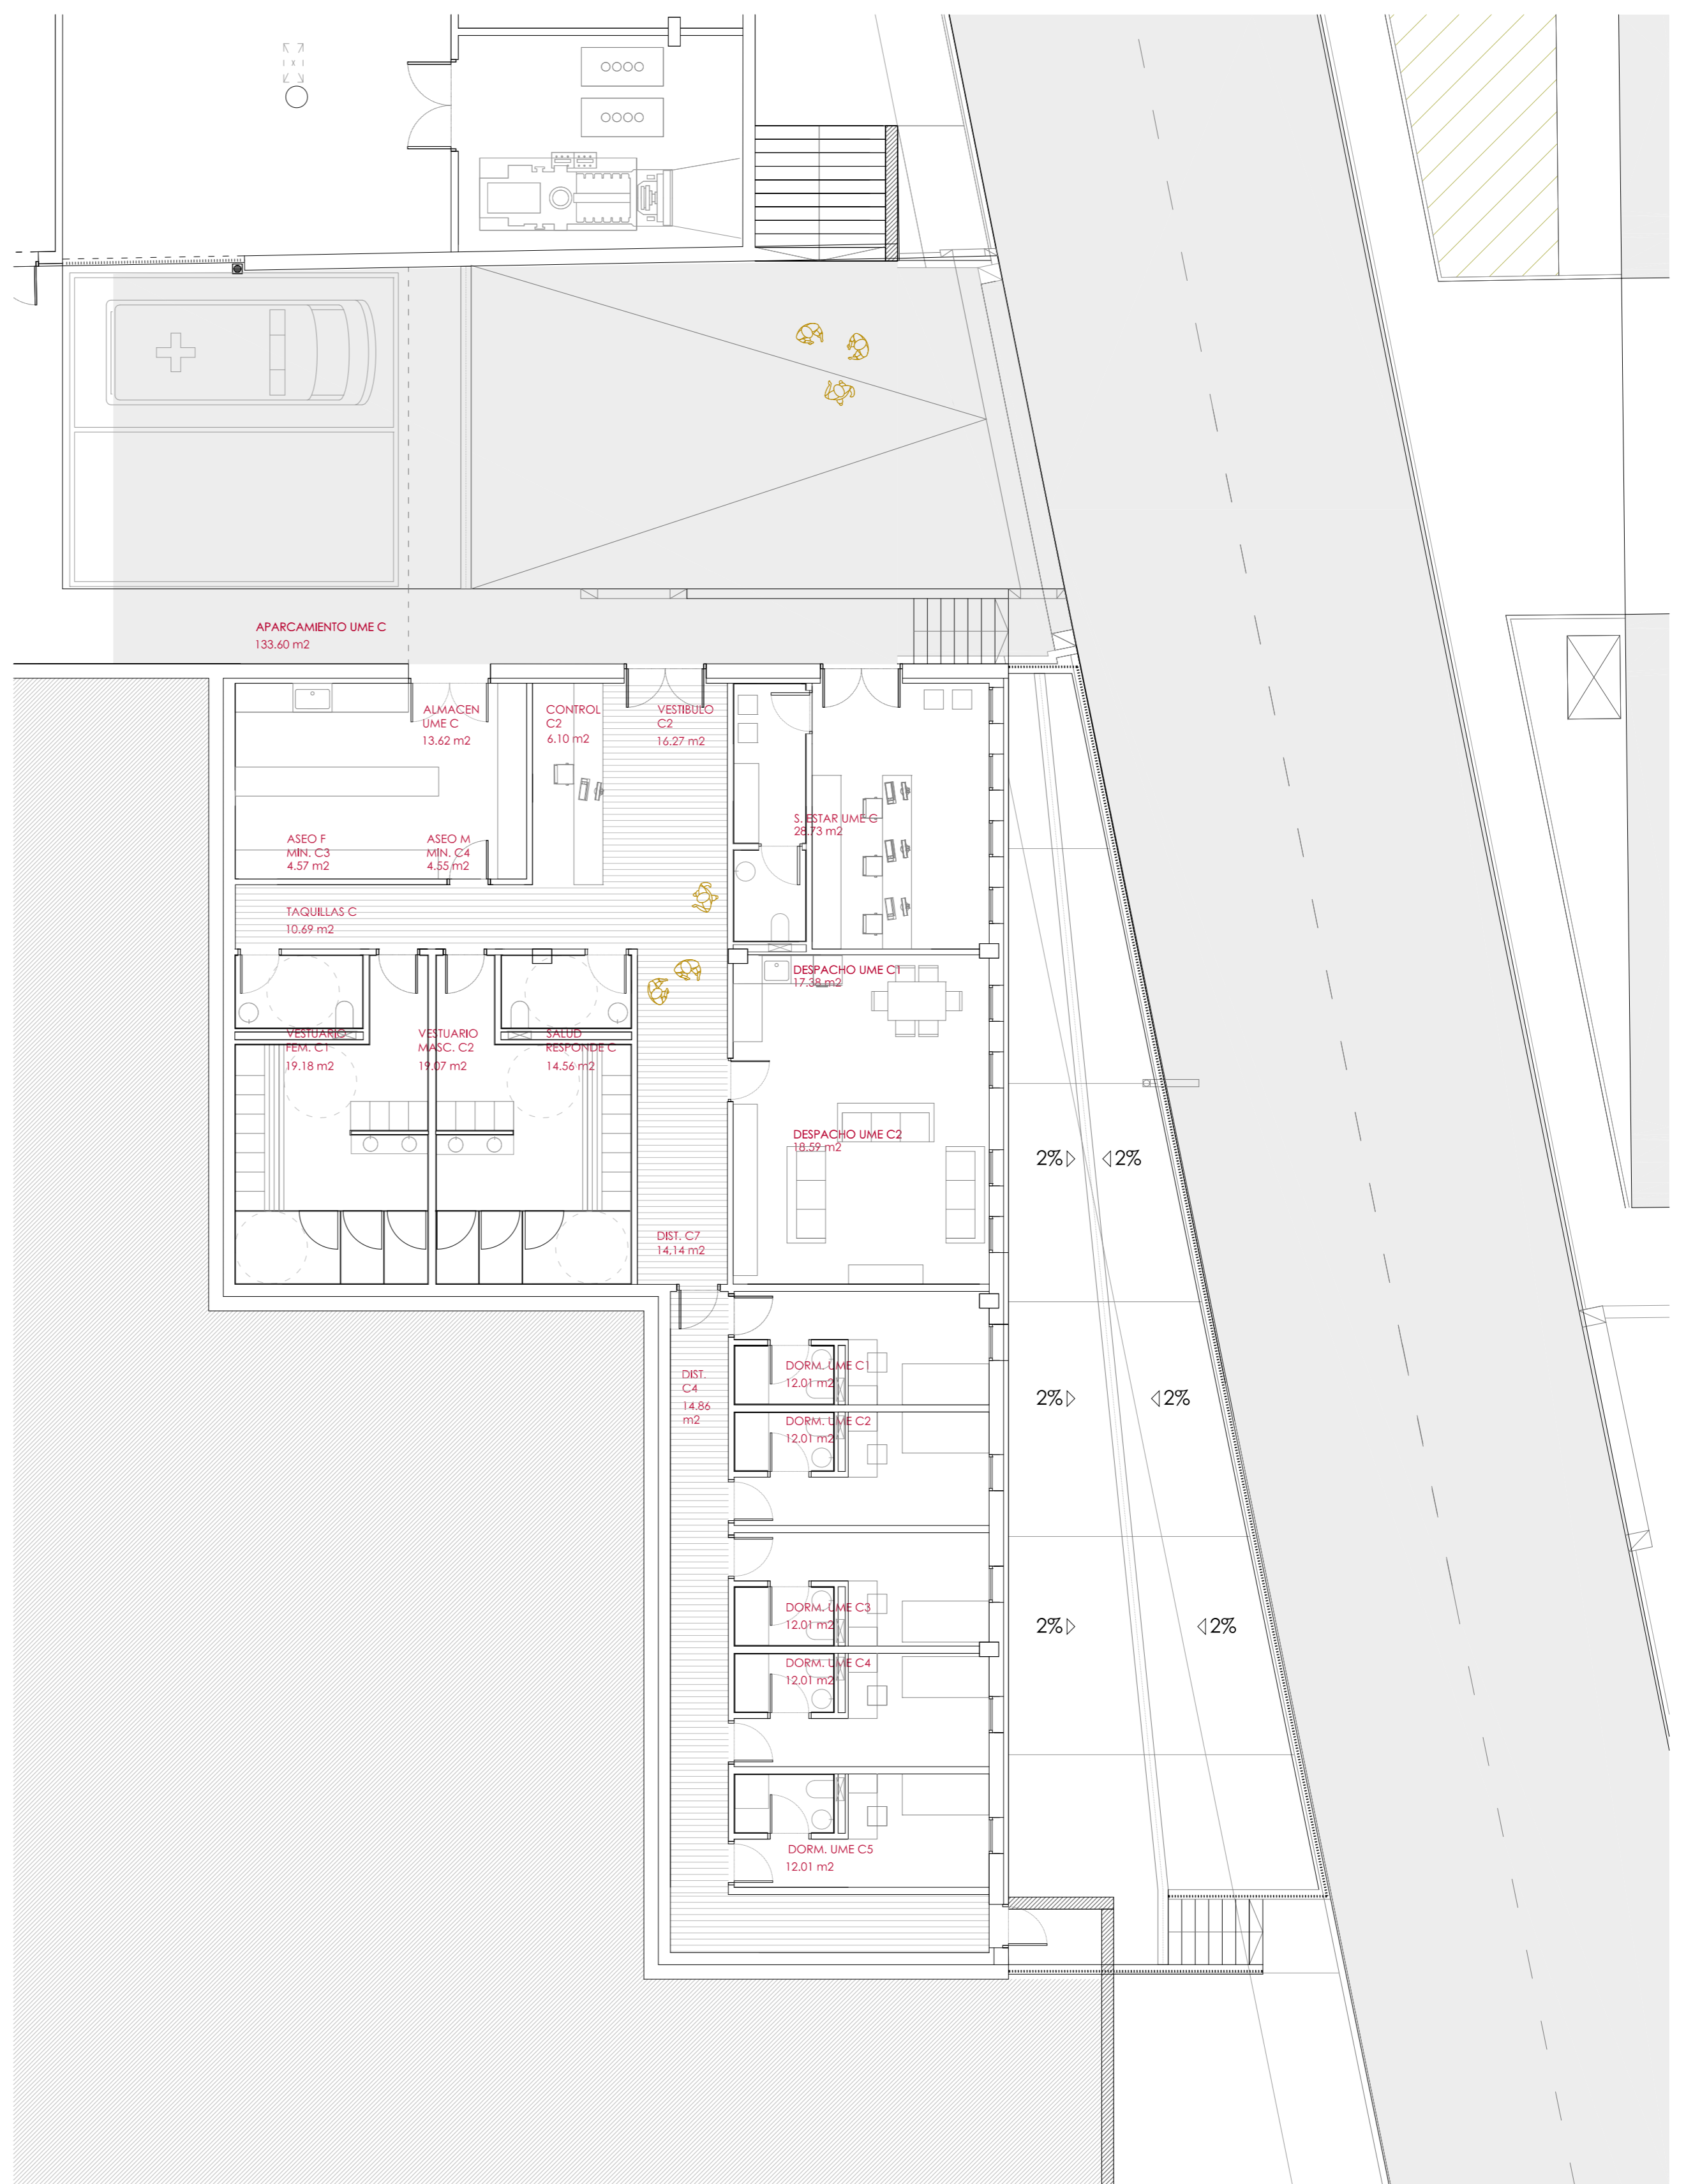 APARCAMIENTO UME C
133.60 m2
ALMACEN
UME C
13.62 m2
CONTROL
C2
6.10 m2
VESTIBULO
C2
16.27 m2
S. ESTAR UME G
28.73 m2
ASEO F
MIN. C3
4.57 m2
ASEO M
MIN. C4
4.55 m2
TAQUILLAS C
10.69 m2
DESPACHO UME C1
17.38 m2
VESTUARIO
FEM. C1
19.18 m2
VESTUARIO
MASC. C2
19.07 m2
SALUD
RESPONDE C
14.56 m2
DESPACHO UME C2
18.59 m2
2% 2%
DIST. C7
14,14 m2
DIST.
C4
14.86
m2
DORM. UME C1
12.01 m2
2% 2%
DORM. UME C2
12.01 m2
DORM. UME C3
12.01 m2
2% 2%
DORM. UME C4
12.01 m2
DORM. UME C5
12.01 m2